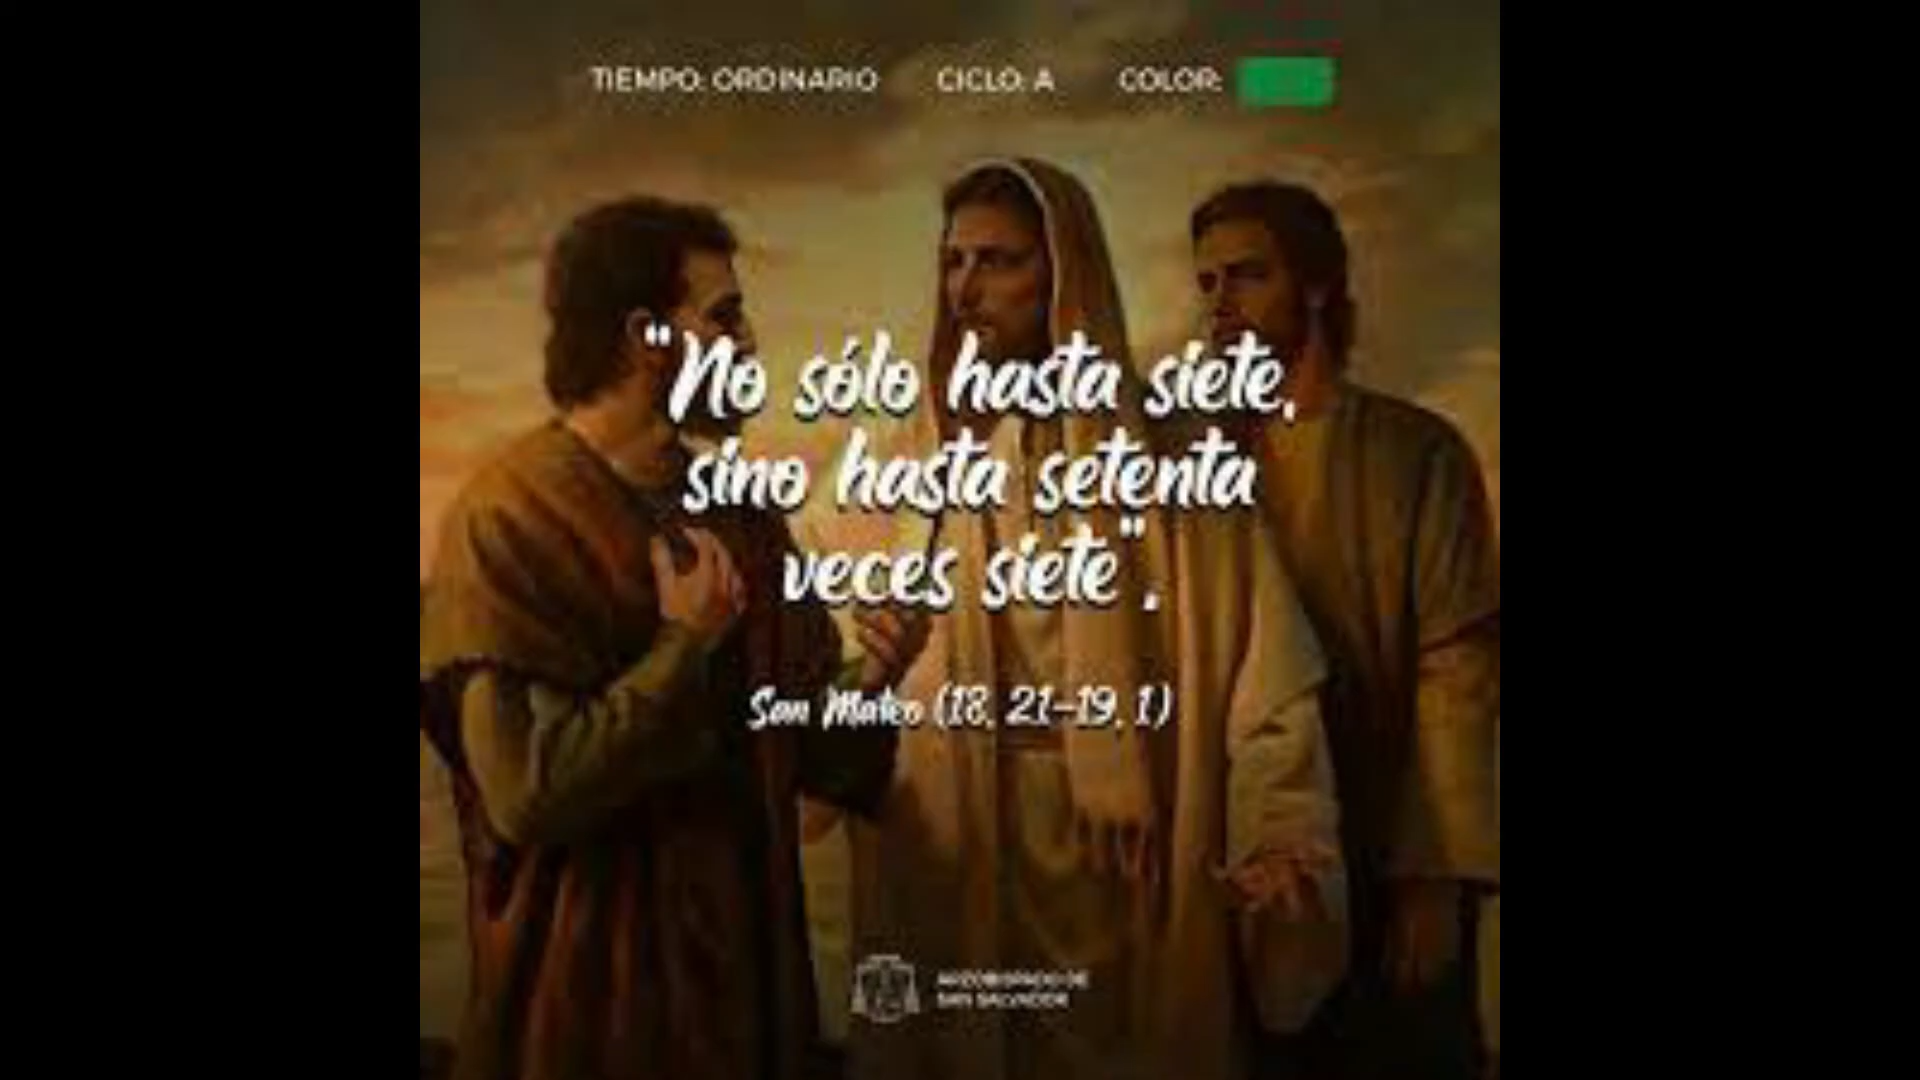 TIEMPO: ORDINARIO CICLO: A COLOR:
"No sólo hasta siete,
sino hasta setenta
veces siete".
San Mateo (18, 21-19, 1)
ARZOBISPADO DE
SAN SALVADOR